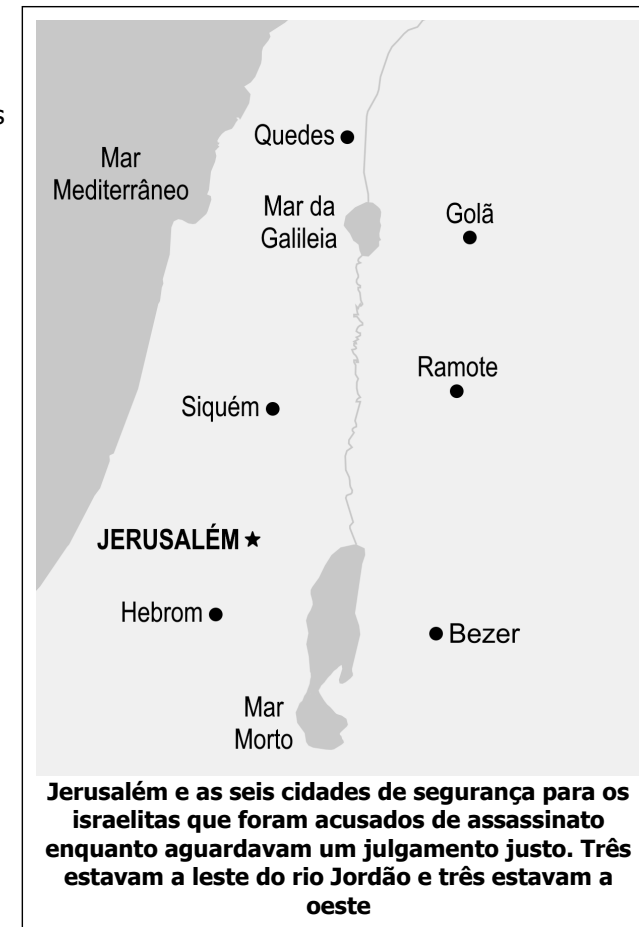 s
Quedes
Mar
Mediterrâneo
Mar da
Galileia
Golã
Ramote
Siquém
JERUSALÉM
Hebrom
Bezer
Mar
Morto
Jerusalém e as seis cidades de segurança para os
israelitas que foram acusados de assassinato
enquanto aguardavam um julgamento justo. Três
estavam a leste do rio Jordão e três estavam a
oeste